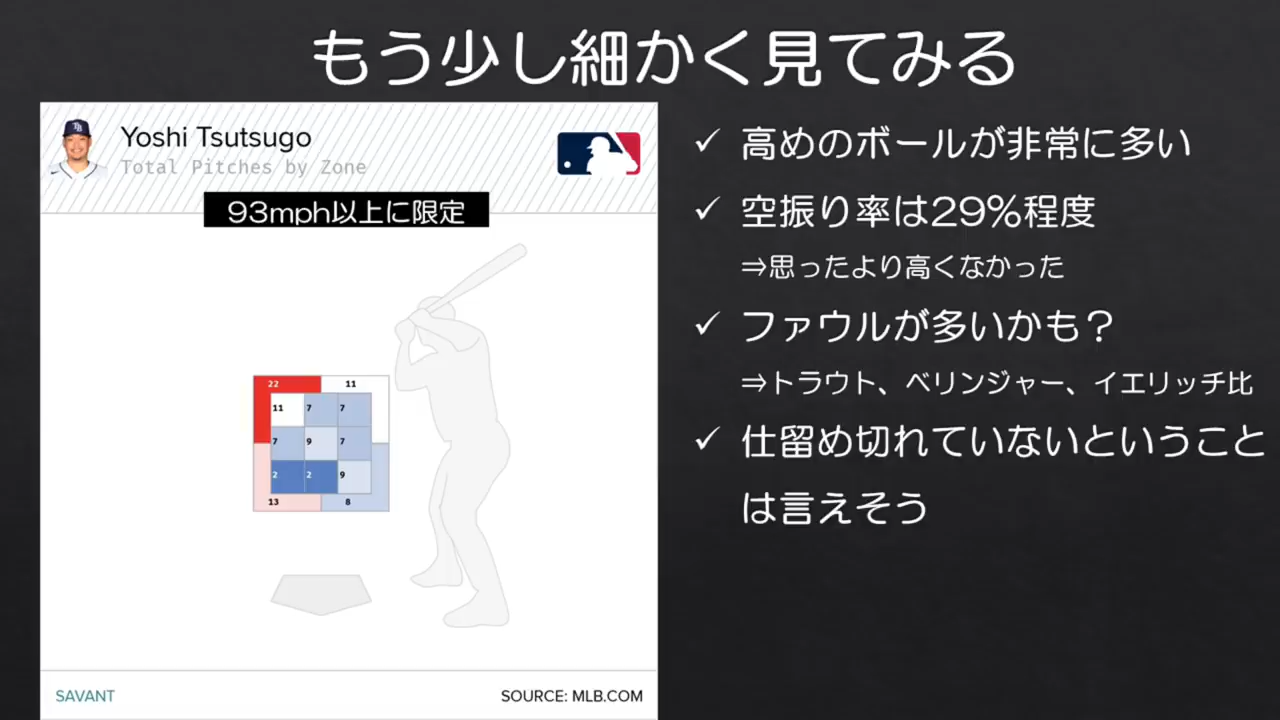 もう少し細かく見てみる
Yoshi Tsutsugo
Total Pitches by Zone
93mph以上に限定
22
11
11
7
7
7
9
7
2
2
9
13
8
SAVANT
SOURCE: MLB.COM
✓ 高めのボールが非常に多い
✓ 空振り率は29%程度
⇒思ったより高くなかった
✓ ファウルが多いかも？
⇒トラウト、ベリンジャー、イエリッチ比
✓ 仕留め切れていないということ
は言えそう